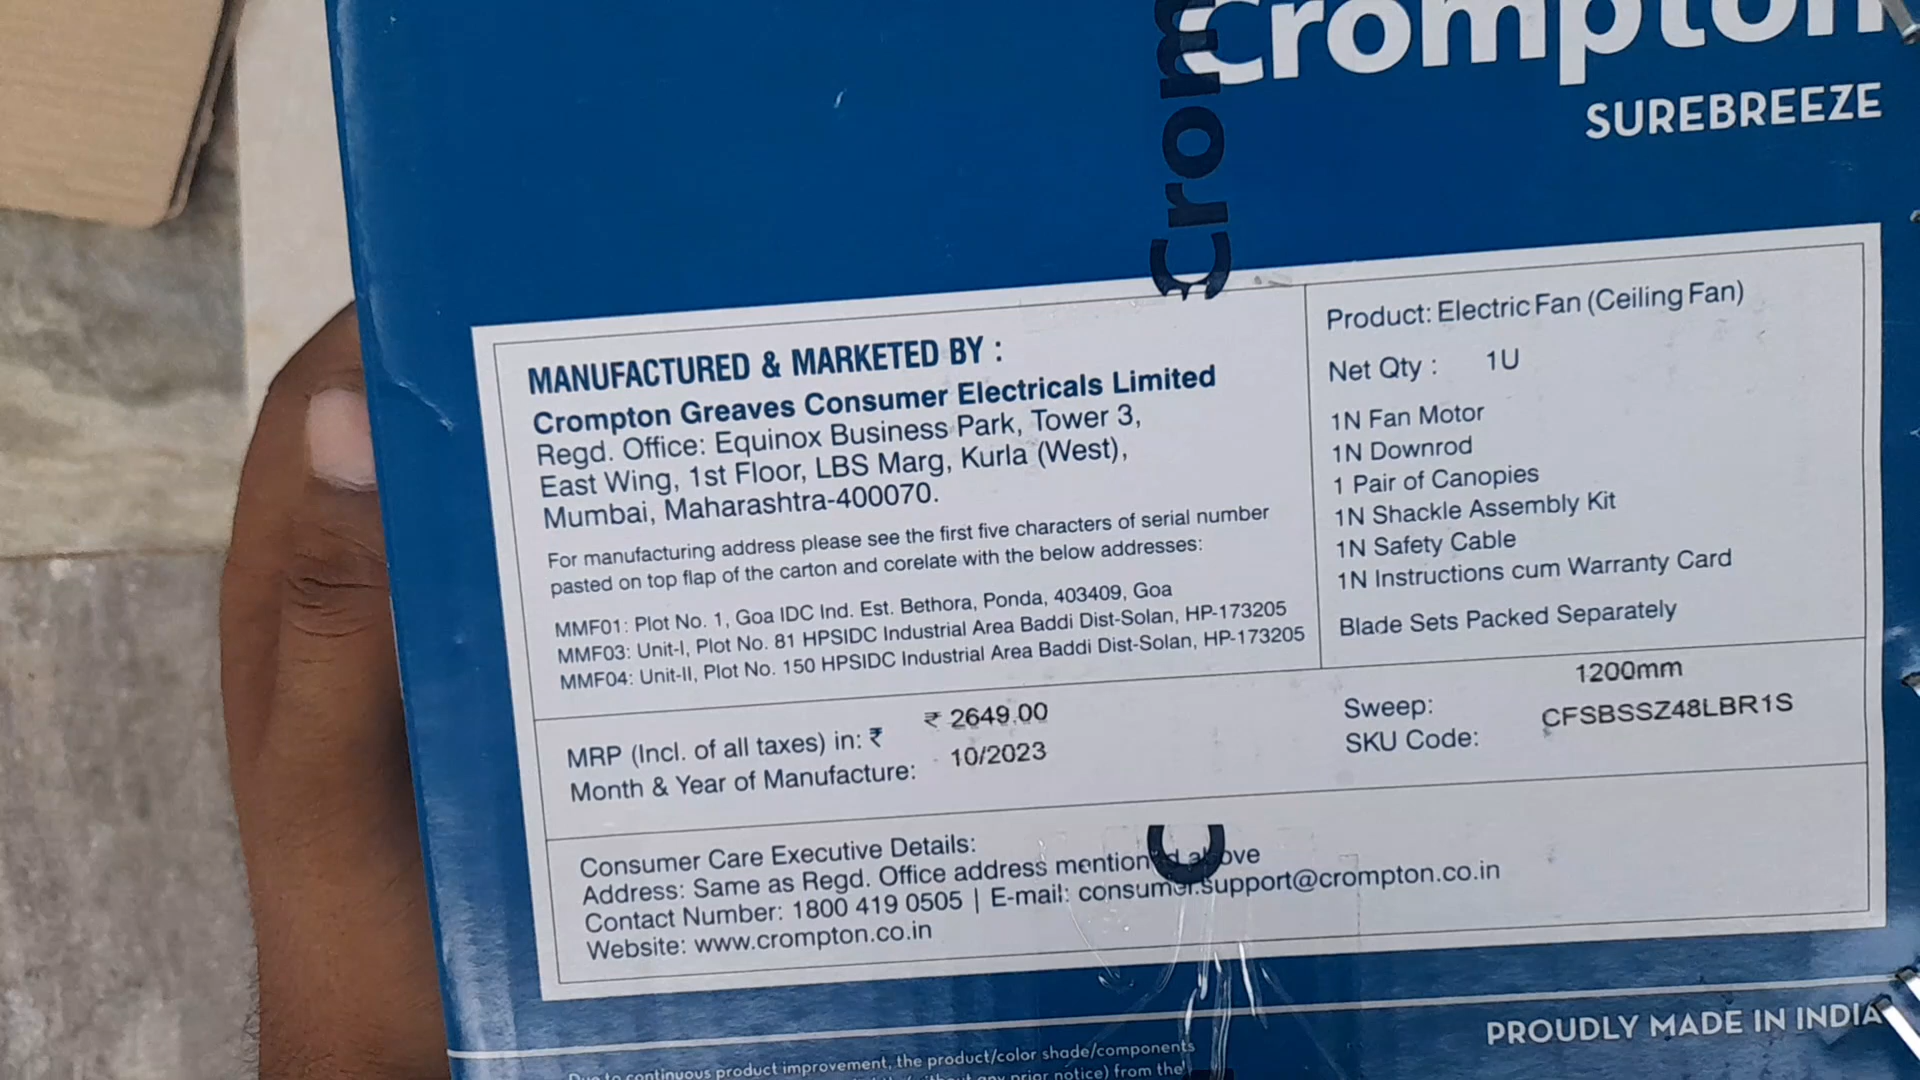 Crompton
SUREBREEZE
Crom
MANUFACTURED & MARKETED BY :
Crompton Greaves Consumer Electricals Limited
Regd. Office: Equinox Business Park, Tower 3,
East Wing, 1st Floor, LBS Marg, Kurla (West),
Mumbai, Maharashtra-400070.
For manufacturing address please see the first five characters of serial number
pasted on top flap of the carton and corelate with the below addresses:
MMF01: Plot No. 1, Goa IDC Ind. Est. Bethora, Ponda, 403409, Goa
MMF03: Unit-I, Plot No. 81 HPSIDC Industrial Area Baddi Dist-Solan, HP-173205
MMF04: Unit-II, Plot No. 150 HPSIDC Industrial Area Baddi Dist-Solan, HP-173205
Product: Electric Fan (Ceiling Fan)
Net Qty : 1U
1N Fan Motor
1N Downrod
1 Pair of Canopies
1N Shackle Assembly Kit
1N Safety Cable
1N Instructions cum Warranty Card
Blade Sets Packed Separately
MRP (Incl. of all taxes) in: ₹ ₹ 2649.00
Month & Year of Manufacture: 10/2023
Sweep: 1200mm
SKU Code: CFSBSSZ48LBR1S
Consumer Care Executive Details:
Address: Same as Regd. Office address mentioned above
Contact Number: 1800 419 0505 | E-mail: consumer.support@crompton.co.in
Website: www.crompton.co.in
C
PROUDLY MADE IN INDIA
Due to continuous product improvement, the product/color shade/components
any prior notice) from the